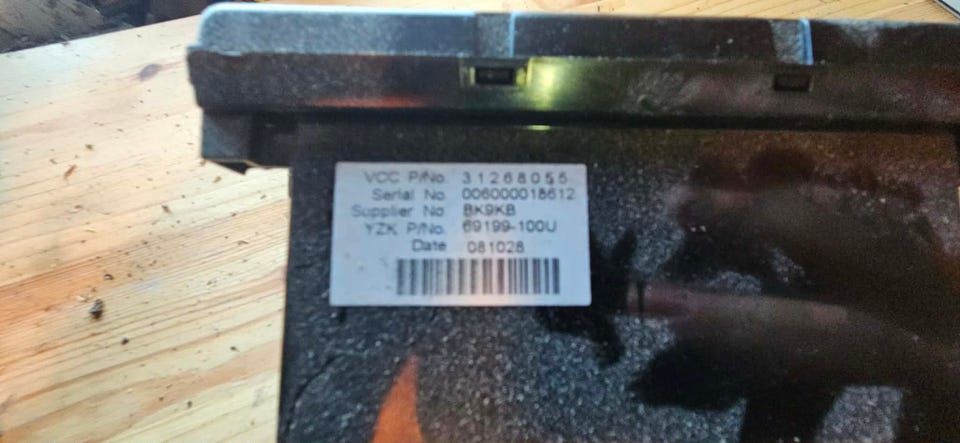 VCC P/No. 31268055
Serial No 006000018612
Supplier No BK9KB
YZK P/No. 69199-100U
Date 081028